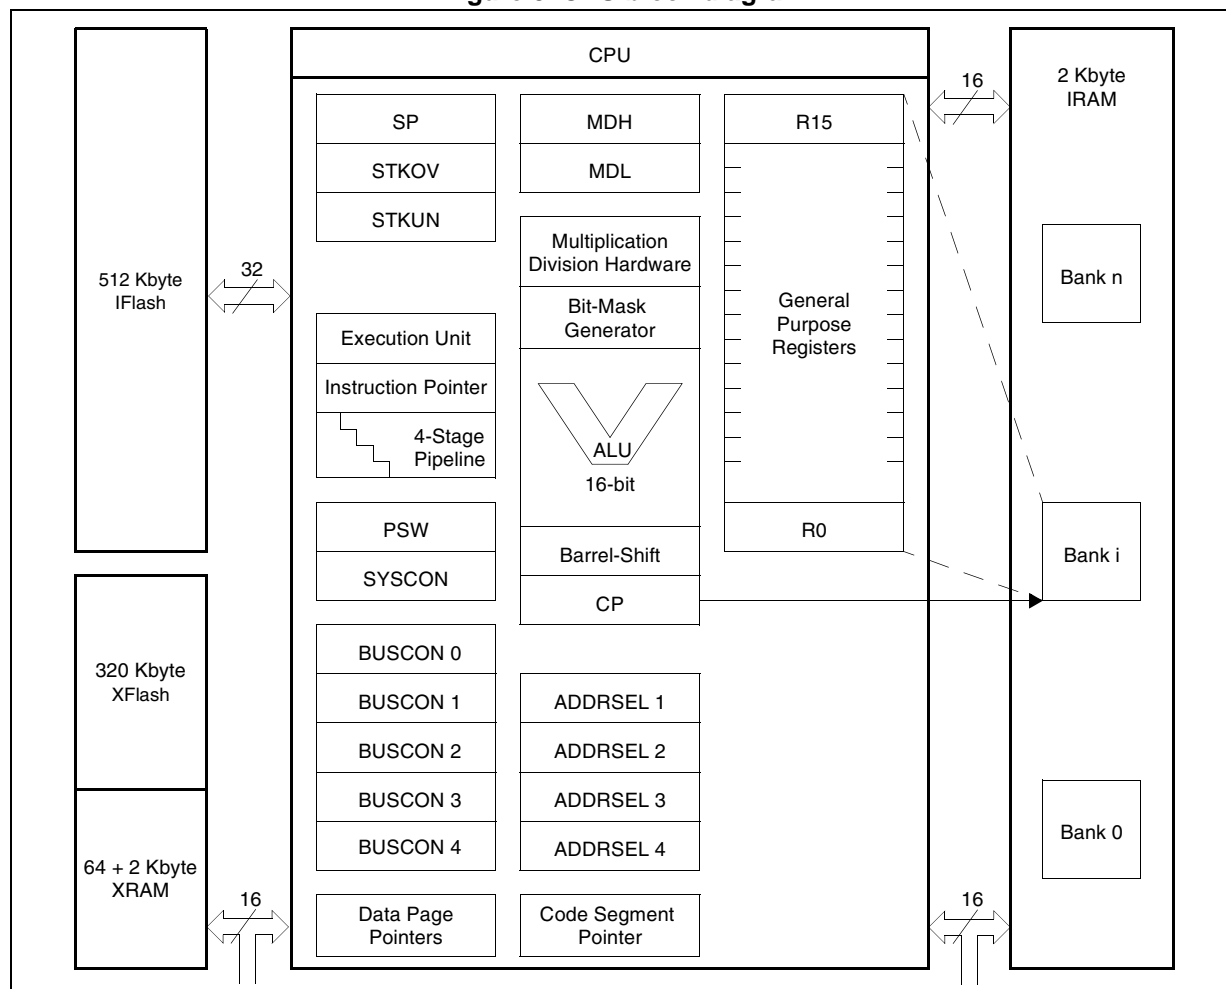 CPU
SP
STKOV
STKUN
MDH
MDL
R15
16
2 Kbyte
IRAM
512 Kbyte
IFlash
32
Multiplication
Division Hardware
Bit-Mask
Generator
General
Purpose
Registers
Bank n
Execution Unit
Instruction Pointer
4-Stage
Pipeline
ALU
16-bit
PSW
SYSCON
Barrel-Shift
CP
R0
Bank i
320 Kbyte
XFlash
BUSCON 0
BUSCON 1
BUSCON 2
BUSCON 3
BUSCON 4
ADDRSEL 1
ADDRSEL 2
ADDRSEL 3
ADDRSEL 4
Bank 0
64 + 2 Kbyte
XRAM
16
Data Page
Pointers
Code Segment
Pointer
16